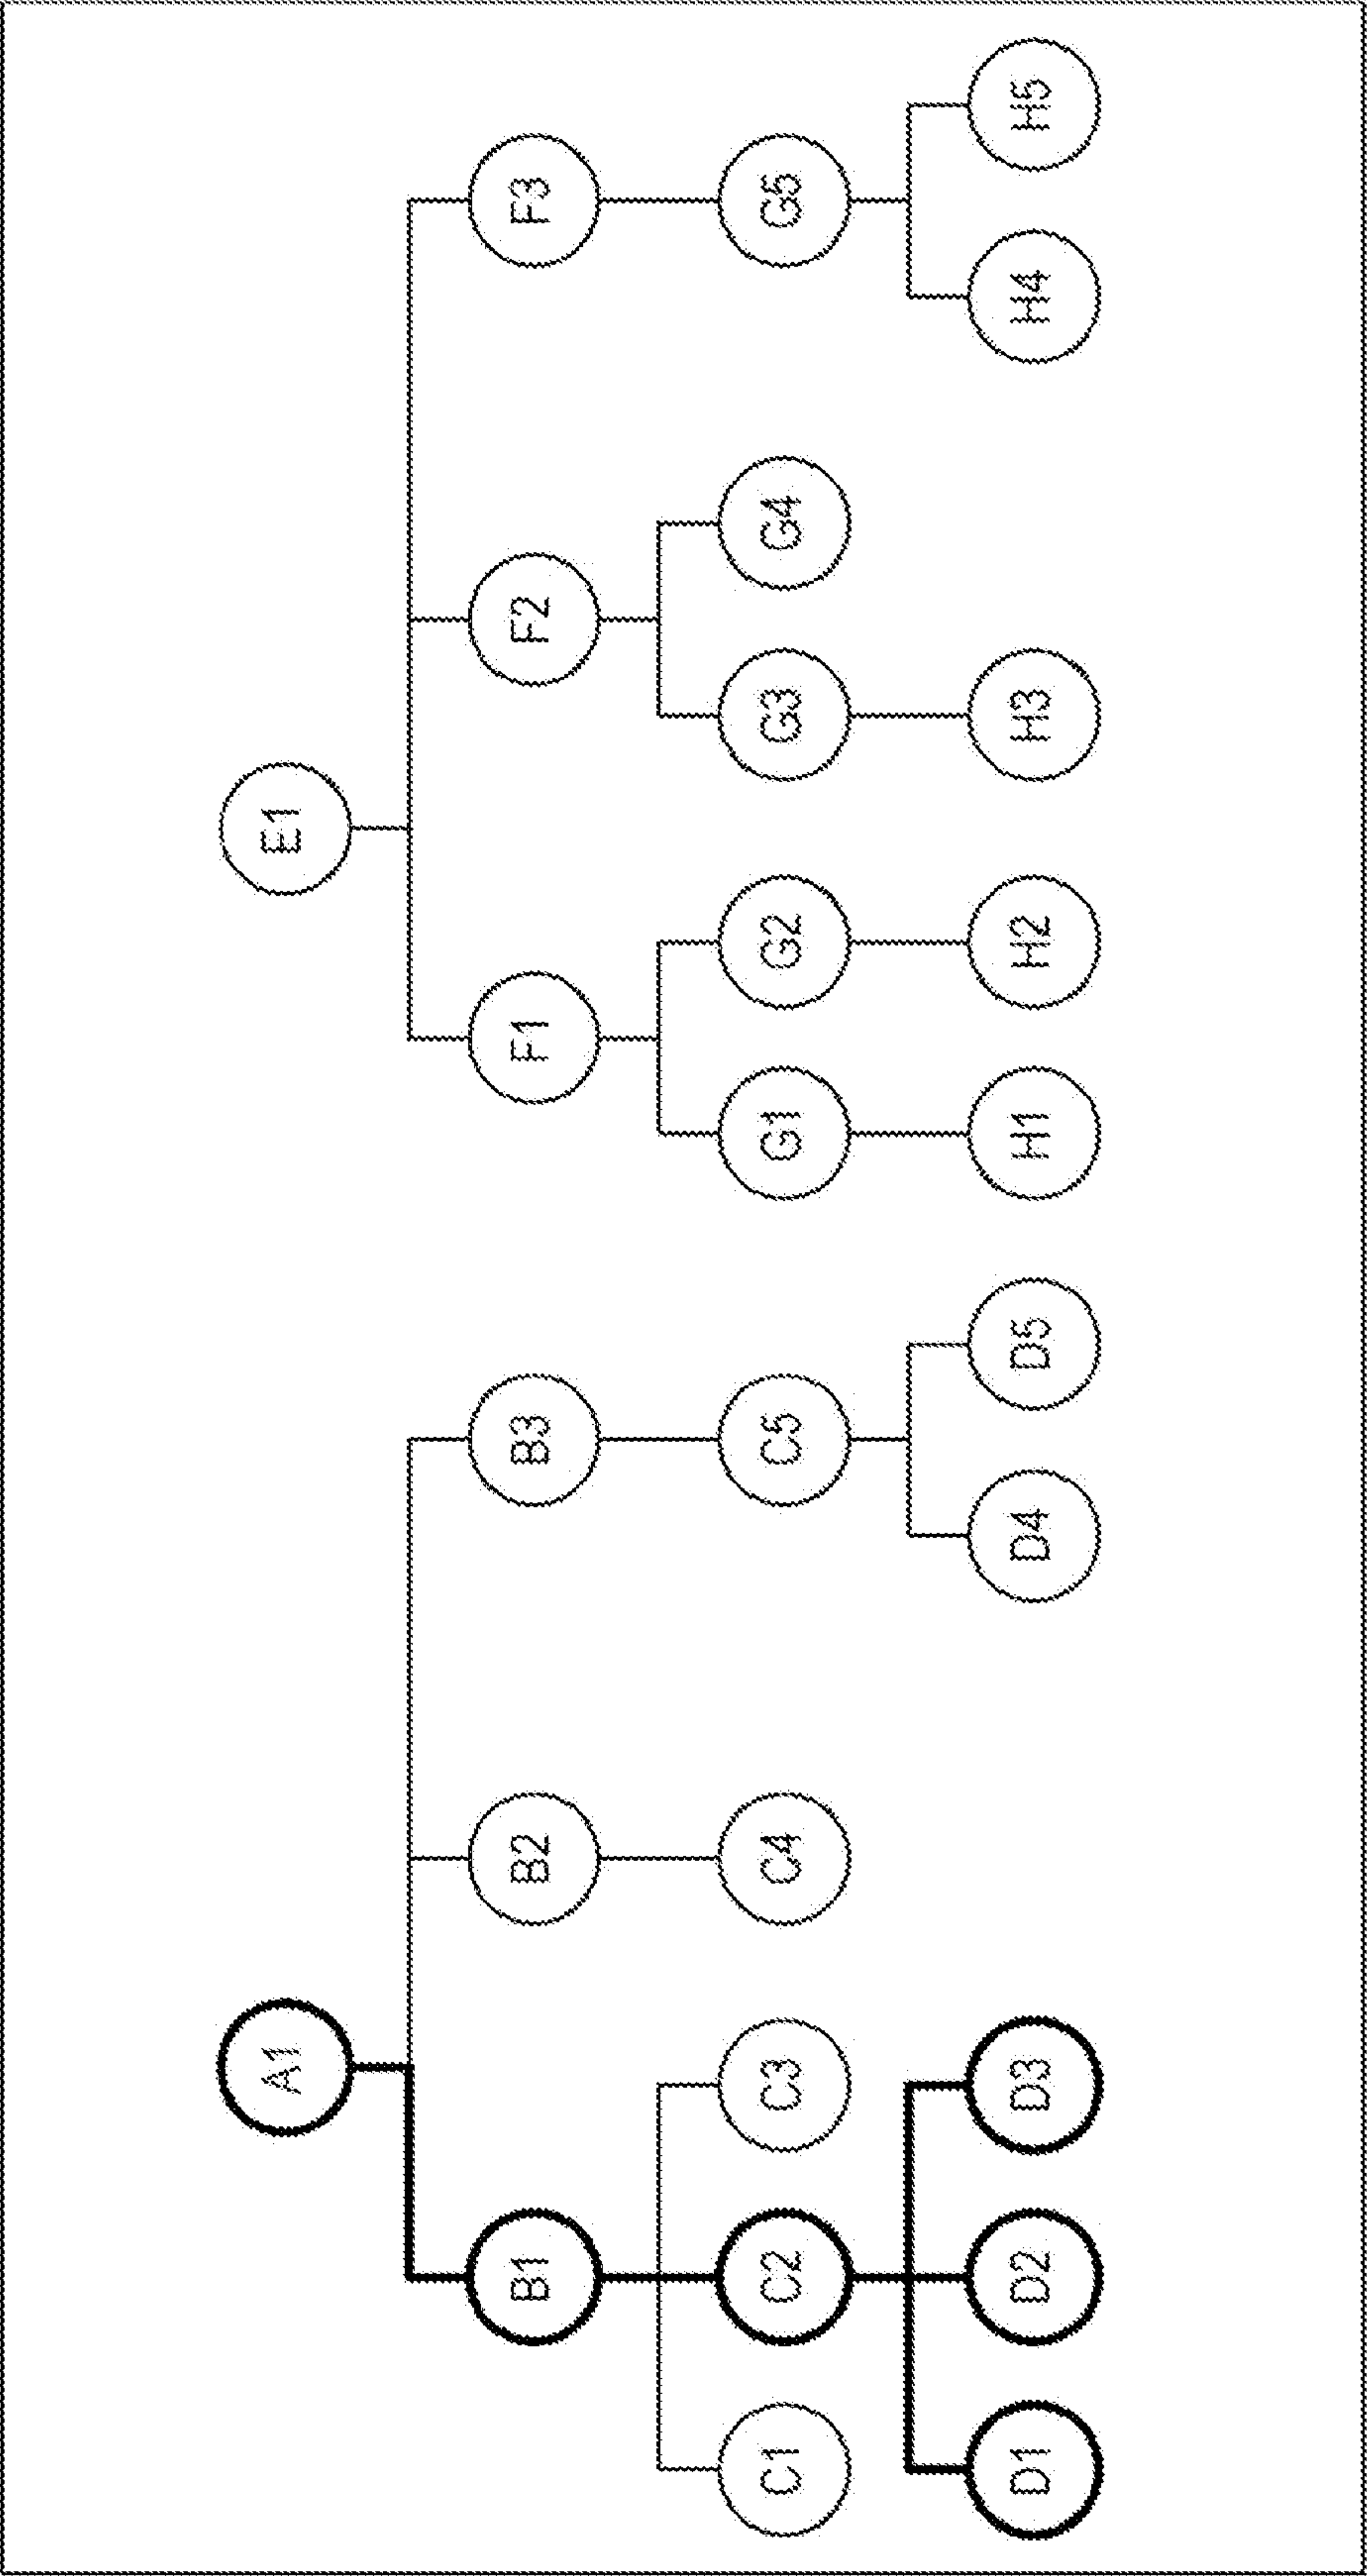 A1 E1
B1 B2 B3 F1 F2 F3
C1 C2 C3 C4 C5 G1 G2 G3 G4 G5
D1 D2 D3 D4 D5 H1 H2 H3 H4 H5